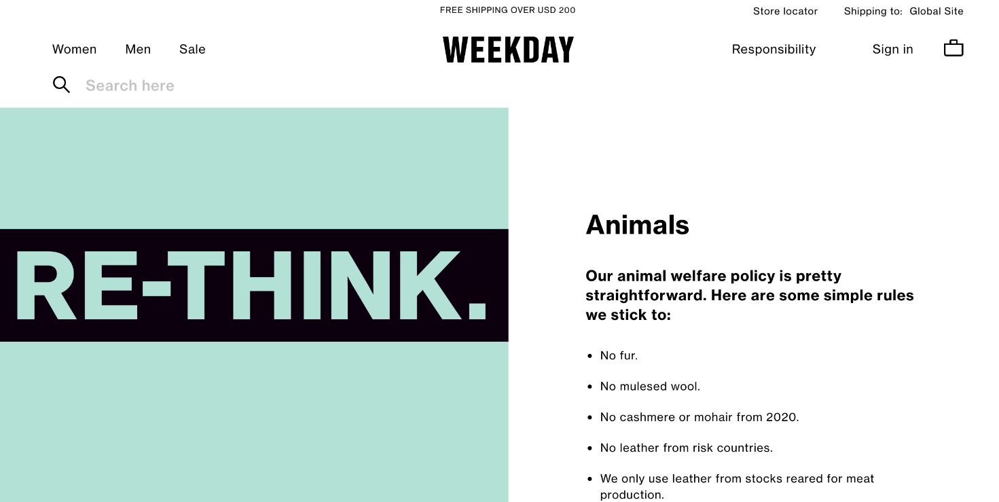 FREE SHIPPING OVER USD 200
Store locator
Shipping to: Global Site
Women
Men
Sale
WEEKDAY
Responsibility
Sign in
Search here
RE-THINK.
Animals
Our animal welfare policy is pretty
straightforward. Here are some simple rules
we stick to:
• No fur.
• No mulesed wool.
• No cashmere or mohair from 2020.
• No leather from risk countries.
• We only use leather from stocks reared for meat
production.